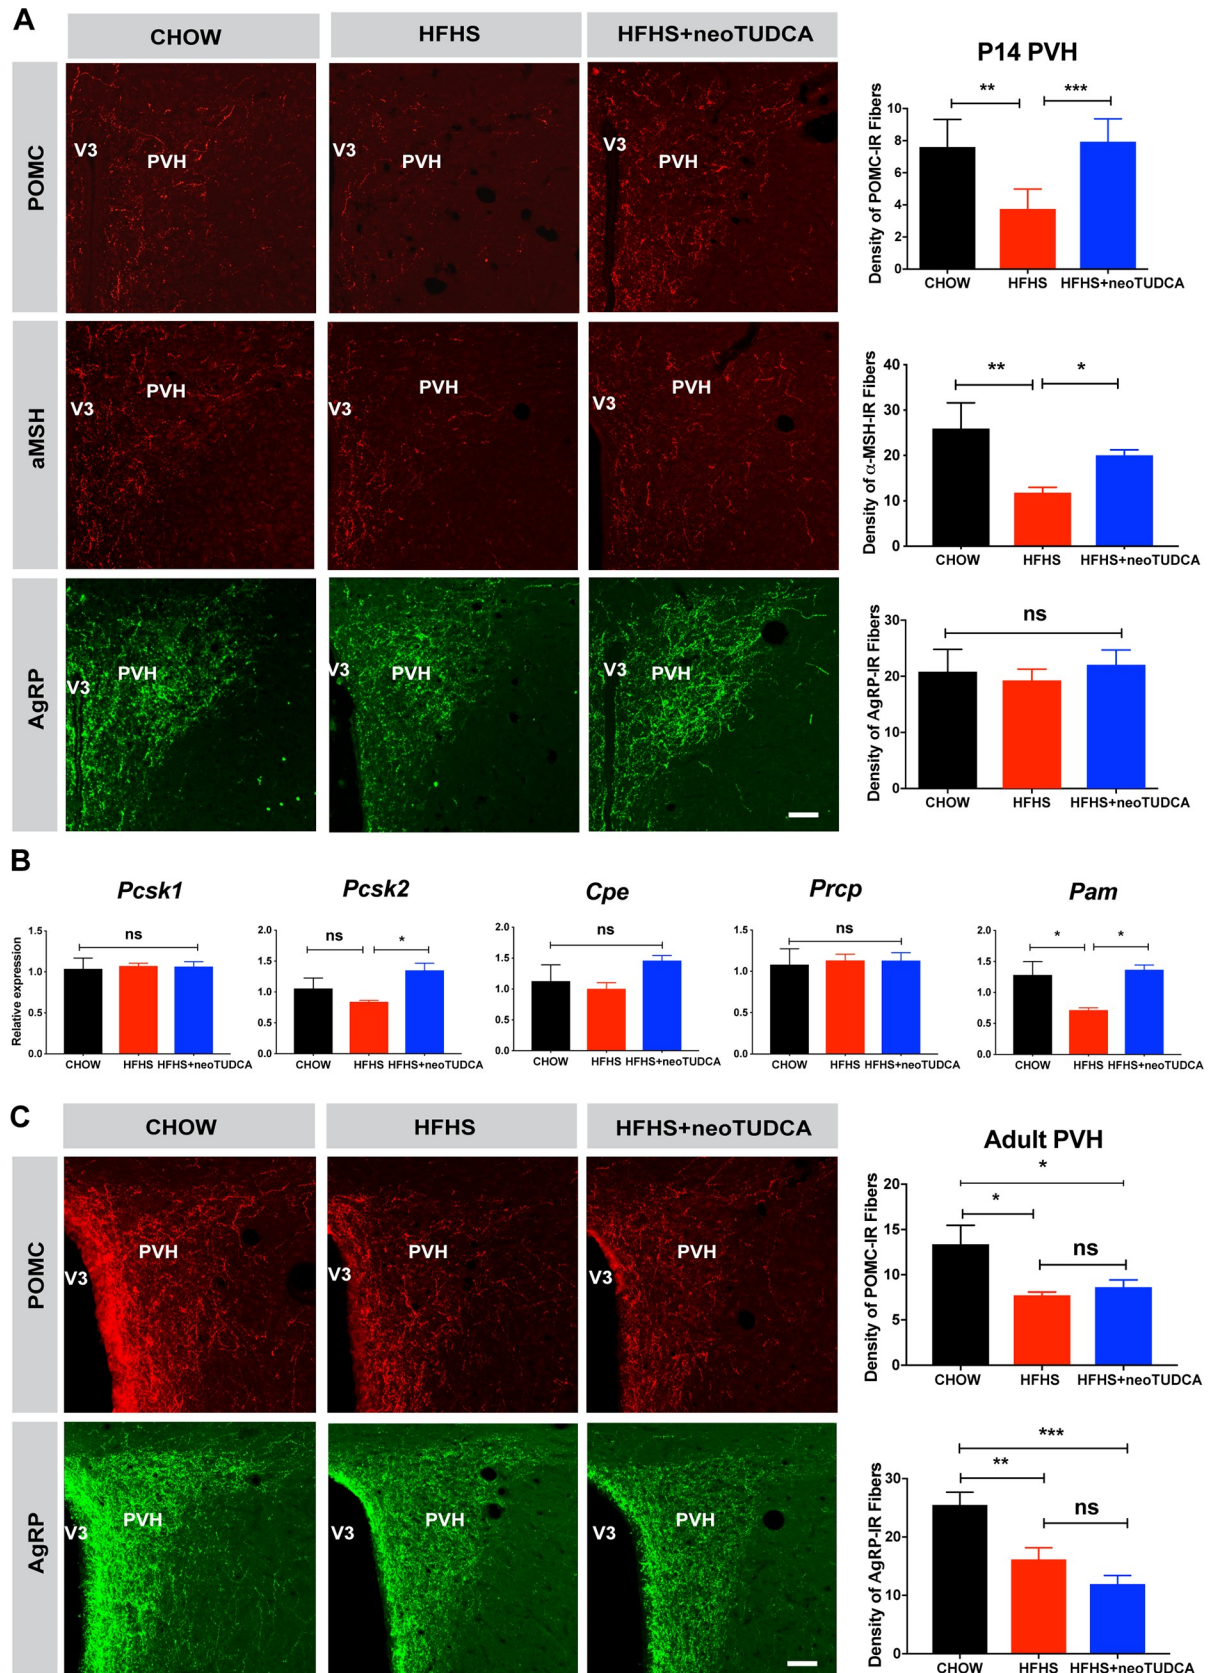 A
CHOW
HFHS
HFHS+neoTUDCA
P14 PVH
POMC
V3
PVH
V3
PVH
V3
PVH
Density of POMC-IR Fibers
10
8
6
4
2
0
**
***
CHOW
HFHS
HFHS+neoTUDCA
aMSH
V3
PVH
V3
PVH
V3
PVH
Density of α-MSH-IR Fibers
40
30
20
10
0
**
*
CHOW
HFHS
HFHS+neoTUDCA
AgRP
V3
PVH
V3
PVH
V3
PVH
Density of AgRP-IR Fibers
30
20
10
0
ns
CHOW
HFHS
HFHS+neoTUDCA
B
Pcsk1
Relative expression
1.5
1.0
0.5
0.0
ns
CHOW
HFHS
HFHS+neoTUDCA
Pcsk2
2.0
1.5
1.0
0.5
0.0
ns
*
CHOW
HFHS
HFHS+neoTUDCA
Cpe
2.0
1.5
1.0
0.5
0.0
ns
CHOW
HFHS
HFHS+neoTUDCA
Prcp
1.5
1.0
0.5
0.0
ns
CHOW
HFHS
HFHS+neoTUDCA
Pam
2.0
1.5
1.0
0.5
0.0
*
*
CHOW
HFHS
HFHS+neoTUDCA
C
CHOW
HFHS
HFHS+neoTUDCA
Adult PVH
POMC
V3
PVH
V3
PVH
V3
PVH
Density of POMC-IR Fibers
20
15
10
5
0
*
*
ns
CHOW
HFHS
HFHS+neoTUDCA
AgRP
V3
PVH
V3
PVH
V3
PVH
Density of AgRP-IR Fibers
30
20
10
0
***
**
ns
CHOW
HFHS
HFHS+neoTUDCA